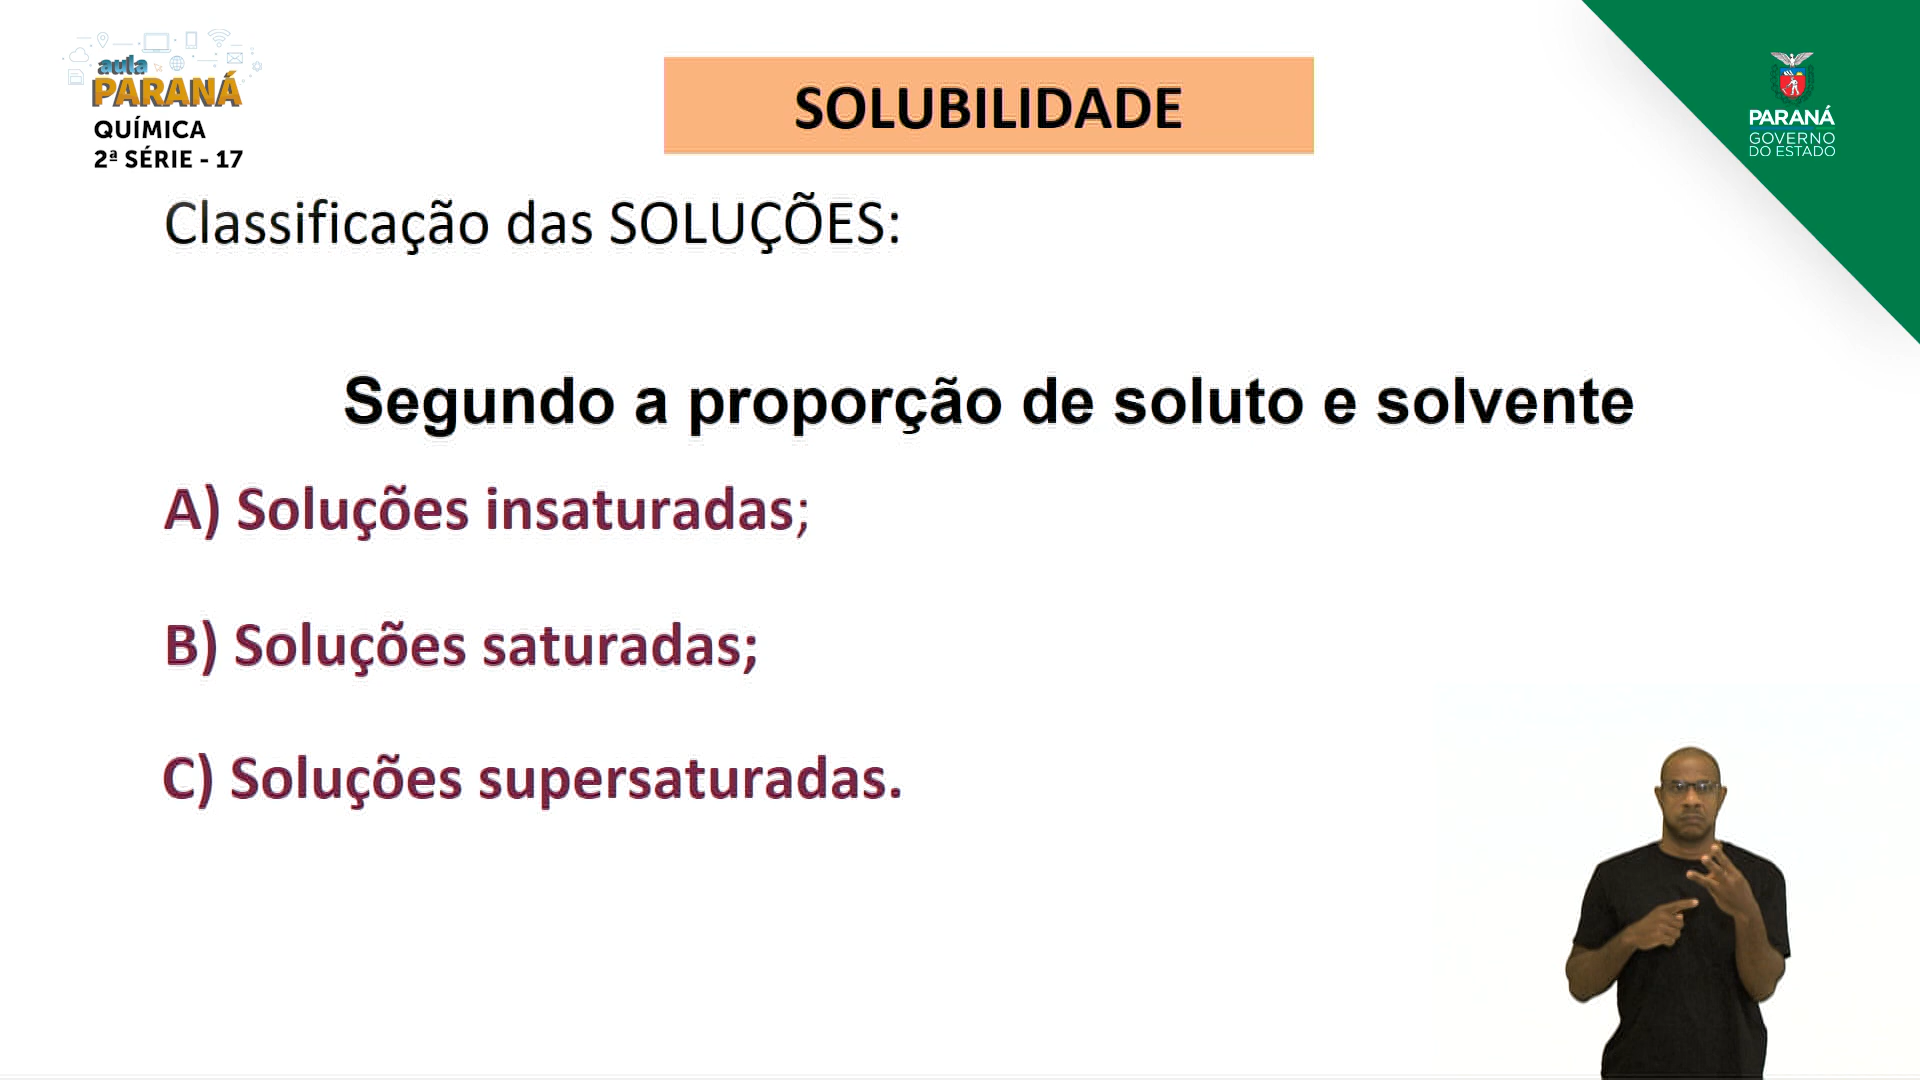 aula
PARANÁ
QUÍMICA
2ª SÉRIE - 17
SOLUBILIDADE
PARANÁ
GOVERNO
DO ESTADO
Classificação das SOLUÇÕES:
Segundo a proporção de soluto e solvente
A) Soluções insaturadas;
B) Soluções saturadas;
C) Soluções supersaturadas.